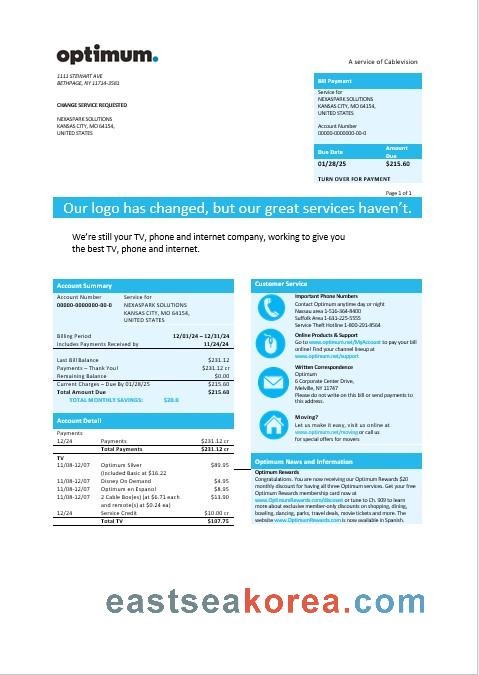 optimum.
A service of Cablevision
1111 STEWART AVE
BETHPAGE, NY 11714-3581
CHANGE SERVICE REQUESTED
NEXASPARK SOLUTIONS
KANSAS CITY, MO 64154,
UNITED STATES
Bill Payment
Service for
NEXASPARK SOLUTIONS
KANSAS CITY, MO 64154,
UNITED STATES
Account Number
00000-0000000-00-0
Due Date Amount Due
01/28/25 $215.60
TURN OVER FOR PAYMENT
Page 1 of 1
Our logo has changed, but our great services haven't.
We're still your TV, phone and internet company, working to give you
the best TV, phone and internet.
Account Summary
Account Number Service for
00000-0000000-00-0 NEXASPARK SOLUTIONS
KANSAS CITY, MO 64154,
UNITED STATES
Billing Period 12/01/24 – 12/31/24
Includes Payments Received by 11/24/24
Last Bill Balance $231.12
Payments – Thank You! $231.12 cr
Remaining Balance $0.00
Current Charges – Due By 01/28/25 $215.60
Total Amount Due $215.60
TOTAL MONTHLY SAVINGS: $28.6
Account Detail
Payments
12/24 Payments $231.12 cr
Total Payments $231.12 cr
TV
11/08-12/07 Optimum Silver $89.95
(Included Basic at $16.22
11/08-12/07 Disney On Demand $4.95
11/08-12/07 Optimum en Espanol $8.95
11/08-12/07 2 Cable Box(es) (at $6.71 each $13.90
and remote(s) at $0.24 ea)
12/24 Service Credit $10.00 cr
Total TV $107.75
Customer Service
Important Phone Numbers
Contact Optimum anytime day or night
Nassau area 1-516-364-8400
Suffolk Area 1-631-225-5555
Service Theft Hotline 1-800-291-8564
Online Products & Support
Go to www.optimum.net/MyAccount to pay your bill
online! Find your channel lineup at
www.optimum.net/support
Written Correspondence
Optimum
6 Corporate Center Drive,
Melville, NY 11747
Please do not write on this bill or send payments to
this address.
Moving?
Let us make it easy, visit us online at
www.optimum.net/moving or call us
for special offers for movers
Optimum News and Information
Optimum Rewards
Congratulations. You are now receiving our Optimum Rewards $20
monthly discount for having all three Optimum services. Get your free
Optimum Rewards membership card now at
www.OptimumRewards.com/discount or tune to Ch. 909 to learn
more about exclusive member-only discounts on shopping, dining,
bowling, dancing, parks, travel deals, movie tickets and more. The
website www.OptimumRewards.com is now available in Spanish.
eastseakorea.com